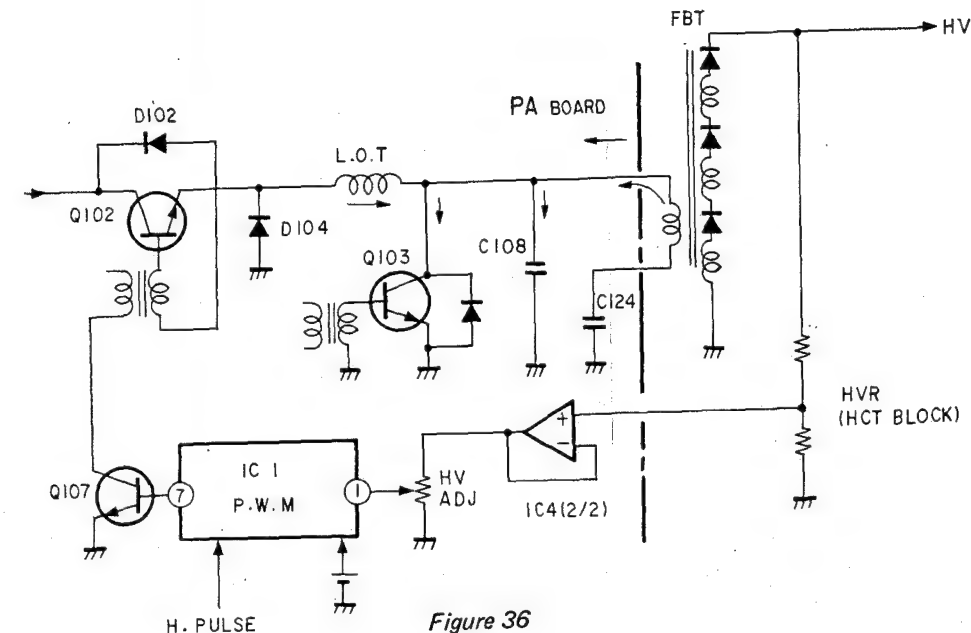 FBT
HV
D102
PA BOARD
L.O.T
Q102
D104
C108
Q103
C124
HVR
(HCT BLOCK)
+
−
IC 1
P.W.M
7
1
HV
ADJ
Q107
IC4(2/2)
H. PULSE
Figure 36